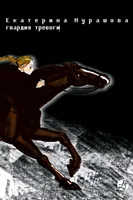 Екатерина Мурашова
гвардия тревоги